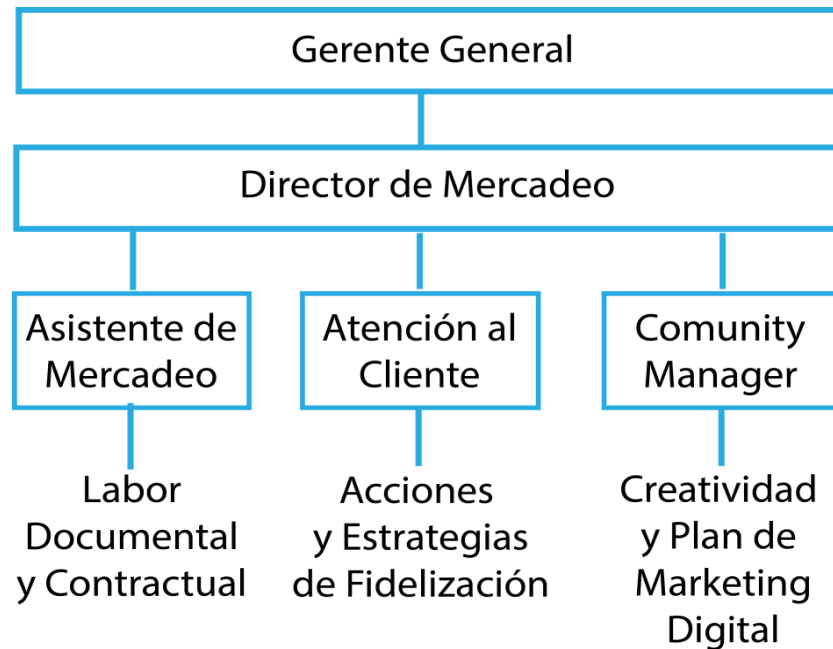 Gerente General
Director de Mercadeo
Asistente de
Mercadeo
Atención al
Cliente
Comunity
Manager
Labor
Documental
y Contractual
Acciones
y Estrategias
de Fidelización
Creatividad
y Plan de
Marketing
Digital